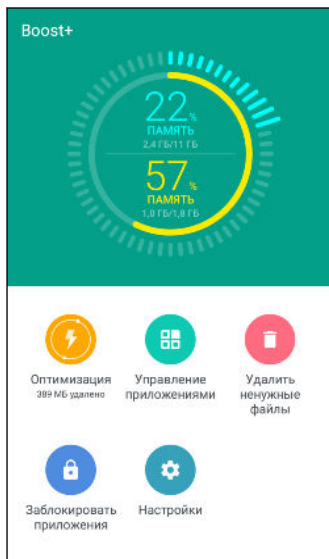 Boost+
22%
ПАМЯТЬ
2,4 ГБ/11 ГБ
57%
ПАМЯТЬ
1,0 ГБ/1,8 ГБ
Оптимизация
389 МБ удалено
Управление
приложениями
Удалить
ненужные
файлы
Заблокировать
приложения
Настройки